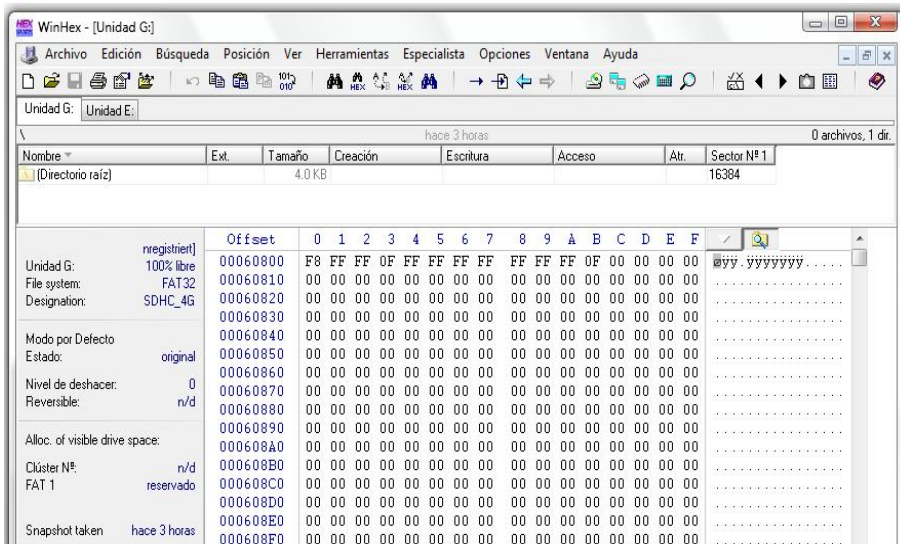 WinHex - [Unidad G:]
Archivo Edición Búsqueda Posición Ver Herramientas Especialista Opciones Ventana Ayuda
Unidad G: Unidad E:
\ hace 3 horas 0 archivos, 1 dir.
Nombre Ext. Tamaño Creación Escritura Acceso Atr. Sector Nº 1
(Directorio raíz) 4.0 KB 16384
nregistriert]
Unidad G: 100% libre
File system: FAT32
Designation: SDHC_4G
Modo por Defecto
Estado: original
Nivel de deshacer: 0
Reversible: n/d
Alloc. of visible drive space:
Clúster Nº: n/d
FAT 1 reservado
Snapshot taken hace 3 horas
Offset 0 1 2 3 4 5 6 7 8 9 A B C D E F
00060800 F8 FF FF 0F FF FF FF FF FF FF FF 0F 00 00 00 00 øÿÿ.ÿÿÿÿÿÿÿ.....
00060810 00 00 00 00 00 00 00 00 00 00 00 00 00 00 00 00 ................
00060820 00 00 00 00 00 00 00 00 00 00 00 00 00 00 00 00 ................
00060830 00 00 00 00 00 00 00 00 00 00 00 00 00 00 00 00 ................
00060840 00 00 00 00 00 00 00 00 00 00 00 00 00 00 00 00 ................
00060850 00 00 00 00 00 00 00 00 00 00 00 00 00 00 00 00 ................
00060860 00 00 00 00 00 00 00 00 00 00 00 00 00 00 00 00 ................
00060870 00 00 00 00 00 00 00 00 00 00 00 00 00 00 00 00 ................
00060880 00 00 00 00 00 00 00 00 00 00 00 00 00 00 00 00 ................
00060890 00 00 00 00 00 00 00 00 00 00 00 00 00 00 00 00 ................
000608A0 00 00 00 00 00 00 00 00 00 00 00 00 00 00 00 00 ................
000608B0 00 00 00 00 00 00 00 00 00 00 00 00 00 00 00 00 ................
000608C0 00 00 00 00 00 00 00 00 00 00 00 00 00 00 00 00 ................
000608D0 00 00 00 00 00 00 00 00 00 00 00 00 00 00 00 00 ................
000608E0 00 00 00 00 00 00 00 00 00 00 00 00 00 00 00 00 ................
000608F0 00 00 00 00 00 00 00 00 00 00 00 00 00 00 00 00 ................